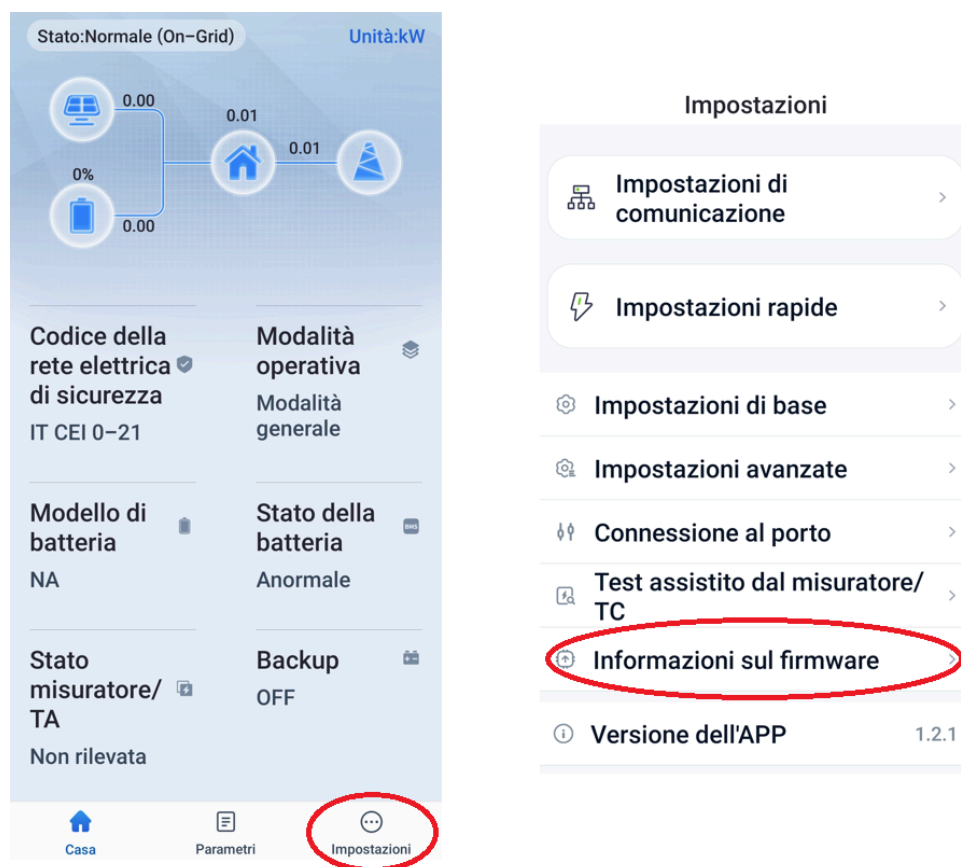 Stato:Normale (On-Grid)
Unità:kW
0.00
0.01
0.01
0%
0.00
Codice della
rete elettrica
di sicurezza
IT CEI 0-21
Modalità
operativa
Modalità
generale
Modello di
batteria
NA
Stato della
batteria
BMS
Anormale
Stato
misuratore/
TA
Non rilevata
Backup
OFF
Casa
Parametri
Impostazioni
Impostazioni
Impostazioni di
comunicazione
Impostazioni rapide
Impostazioni di base
Impostazioni avanzate
Connessione al porto
Test assistito dal misuratore/
TC
Informazioni sul firmware
Versione dell'APP
1.2.1